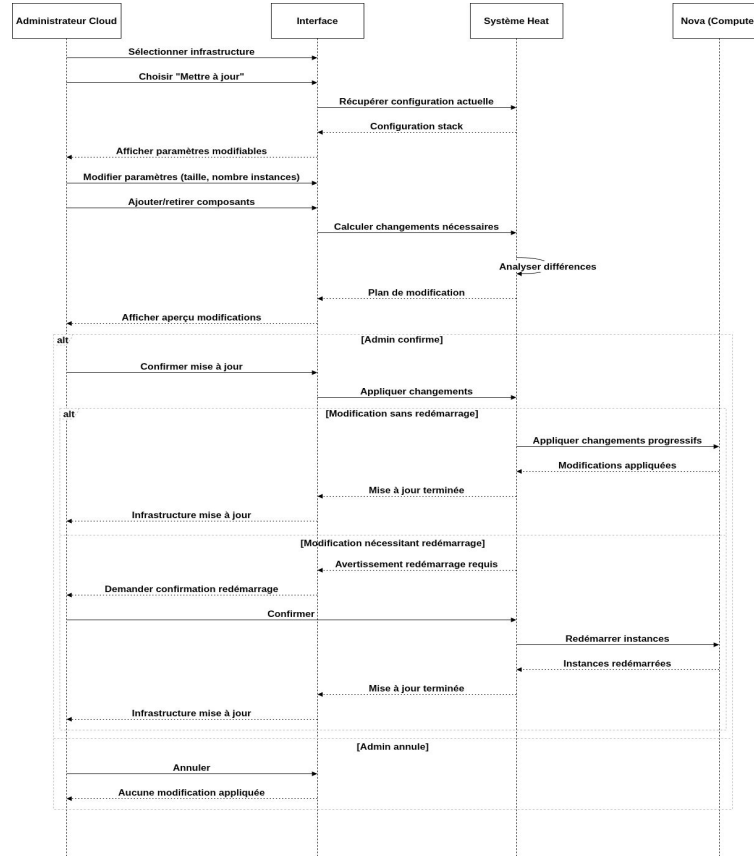 Administrateur Cloud
Interface
Système Heat
Nova (Compute
Sélectionner infrastructure
Choisir "Mettre à jour"
Récupérer configuration actuelle
Configuration stack
Afficher paramètres modifiables
Modifier paramètres (taille, nombre instances)
Ajouter/retirer composants
Calculer changements nécessaires
Analyser différences
Plan de modification
Afficher aperçu modifications
alt
[Admin confirme]
Confirmer mise à jour
Appliquer changements
alt
[Modification sans redémarrage]
Appliquer changements progressifs
Modifications appliquées
Mise à jour terminée
Infrastructure mise à jour
[Modification nécessitant redémarrage]
Avertissement redémarrage requis
Demander confirmation redémarrage
Confirmer
Redémarrer instances
Instances redémarrées
Mise à jour terminée
Infrastructure mise à jour
[Admin annule]
Annuler
Aucune modification appliquée